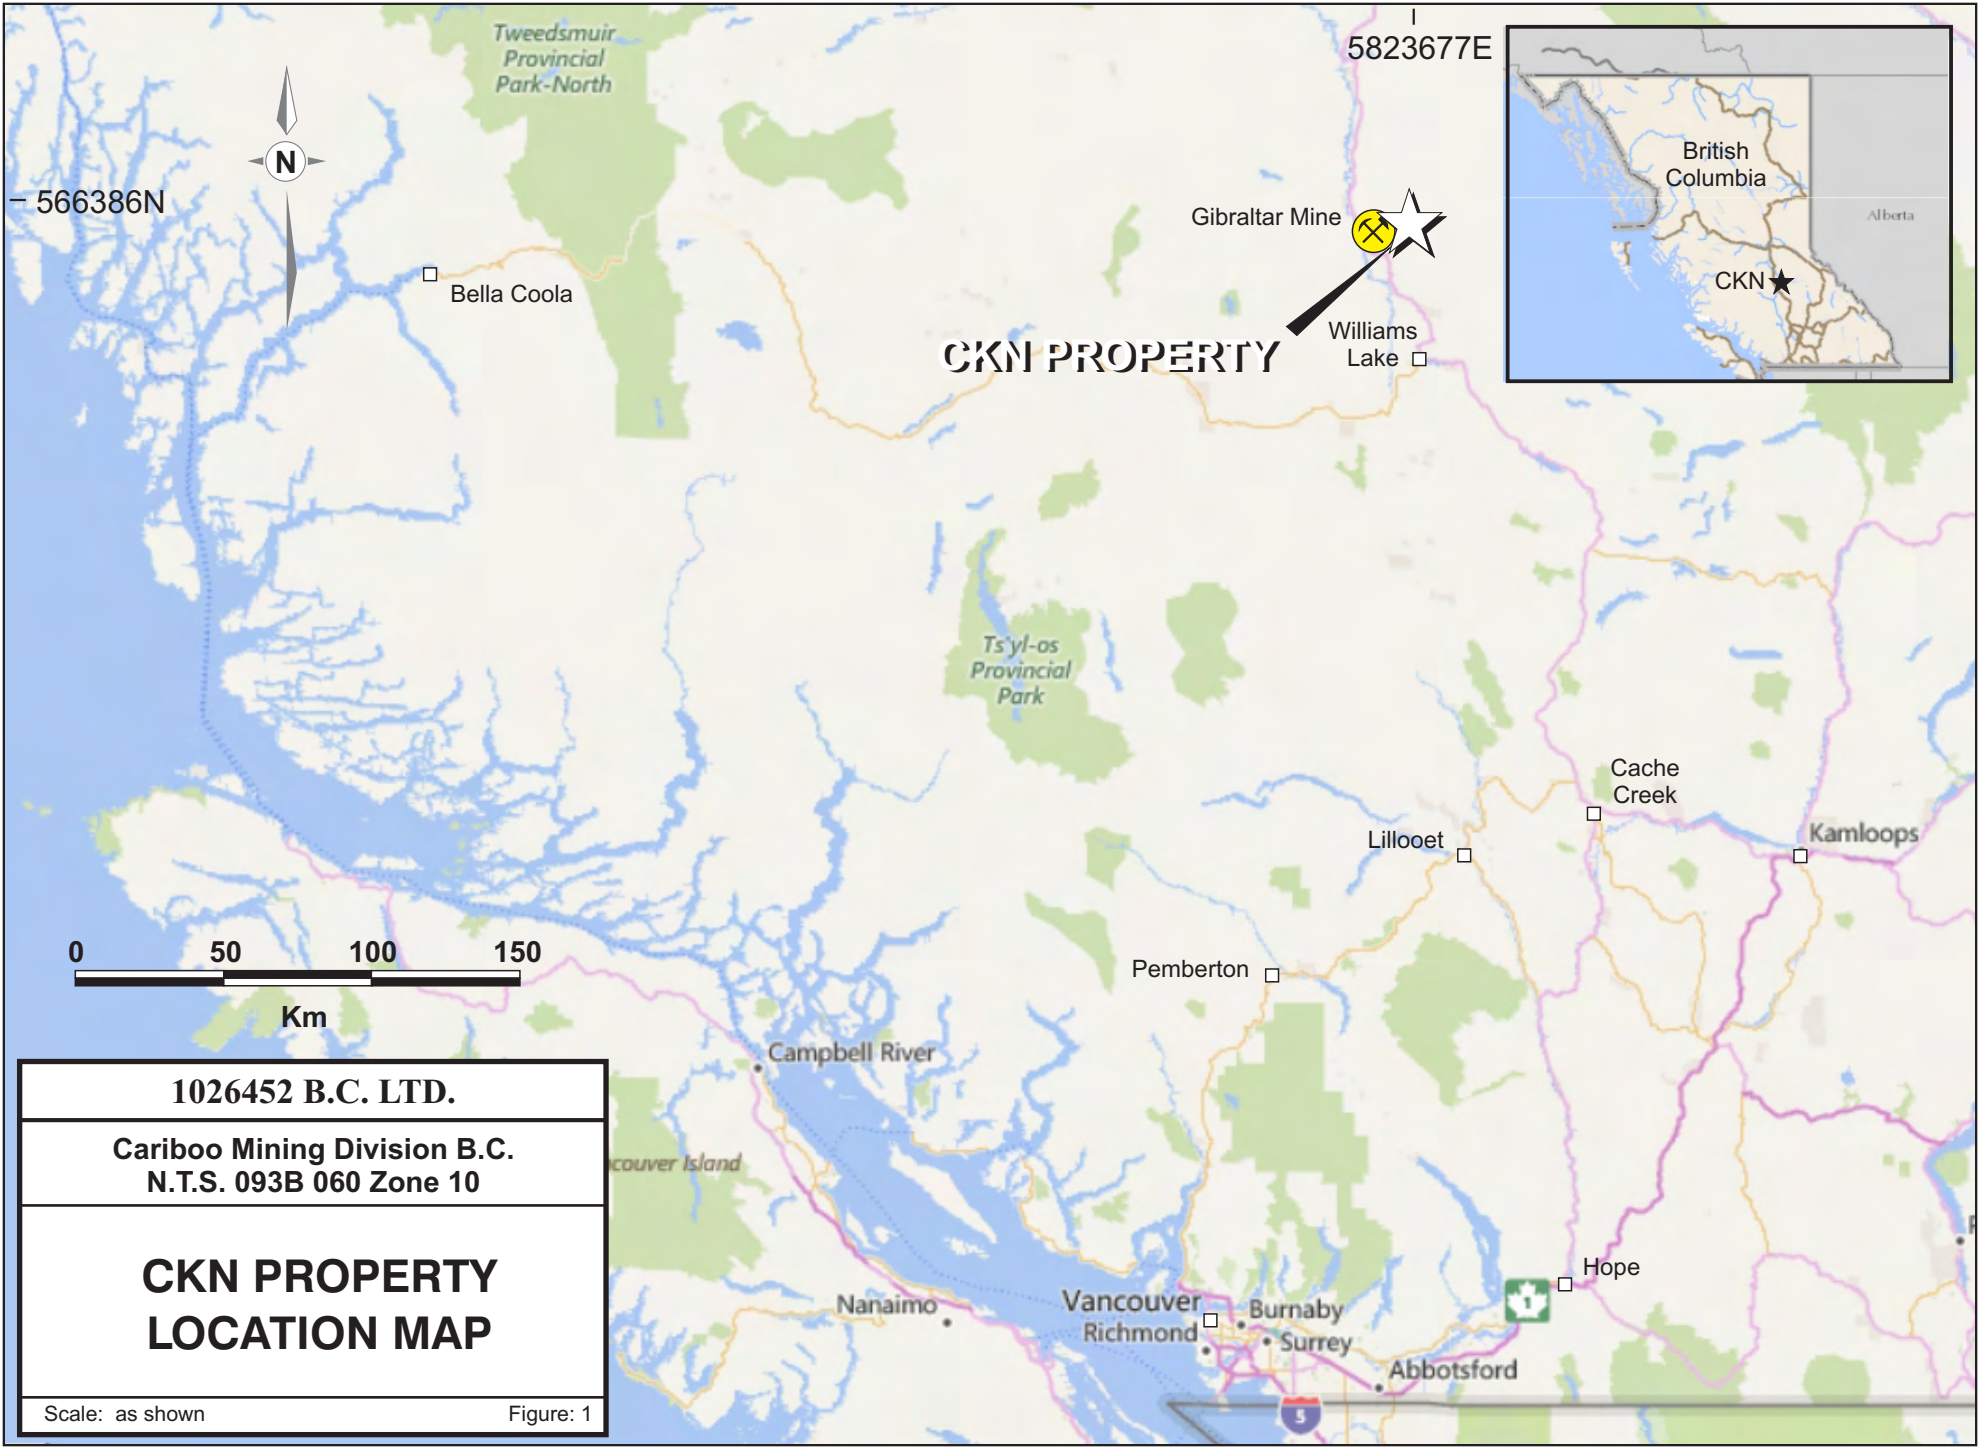 Tweedsmuir
Provincial
Park-North
5823677E
566386N
N
British
Columbia
Alberta
CKN
Gibraltar Mine
Bella Coola
Williams
Lake
CKN PROPERTY
Ts'yl-os
Provincial
Park
Cache
Creek
Lillooet
Kamloops
Pemberton
0 50 100 150
Km
Campbell River
couver Island
Hope
1
Nanaimo
Vancouver
Burnaby
Richmond
Surrey
Abbotsford
5
1026452 B.C. LTD.
Cariboo Mining Division B.C.
N.T.S. 093B 060 Zone 10
CKN PROPERTY
LOCATION MAP
Scale: as shown Figure: 1